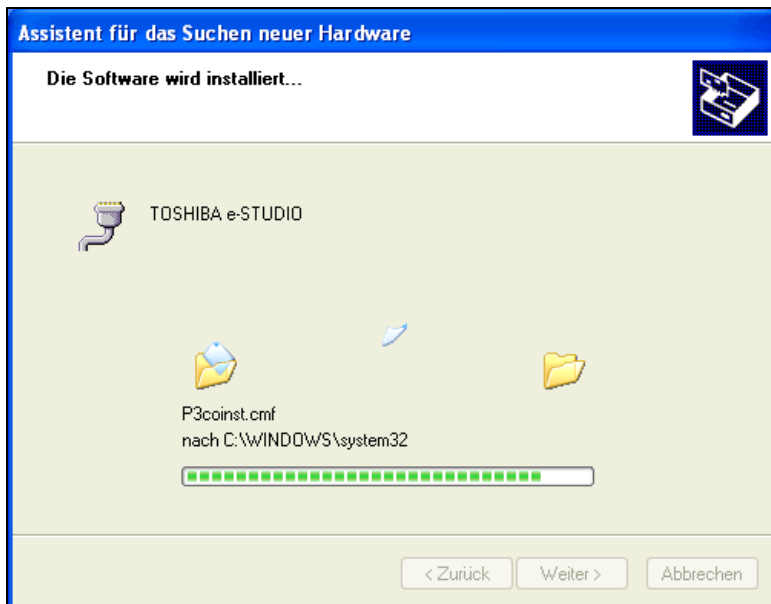 Assistent für das Suchen neuer Hardware
Die Software wird installiert...
TOSHIBA e-STUDIO
P3coinst.cmf
nach C:\WINDOWS\system32
< Zurück
Weiter >
Abbrechen